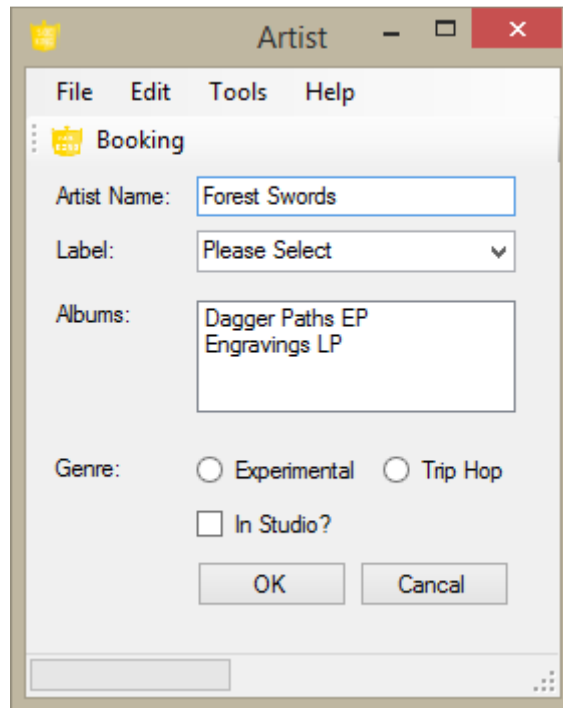 Artist
File Edit Tools Help
Booking
Artist Name: Forest Swords
Label: Please Select
Albums: Dagger Paths EP
Engravings LP
Genre: Experimental Trip Hop
In Studio?
OK Cancal